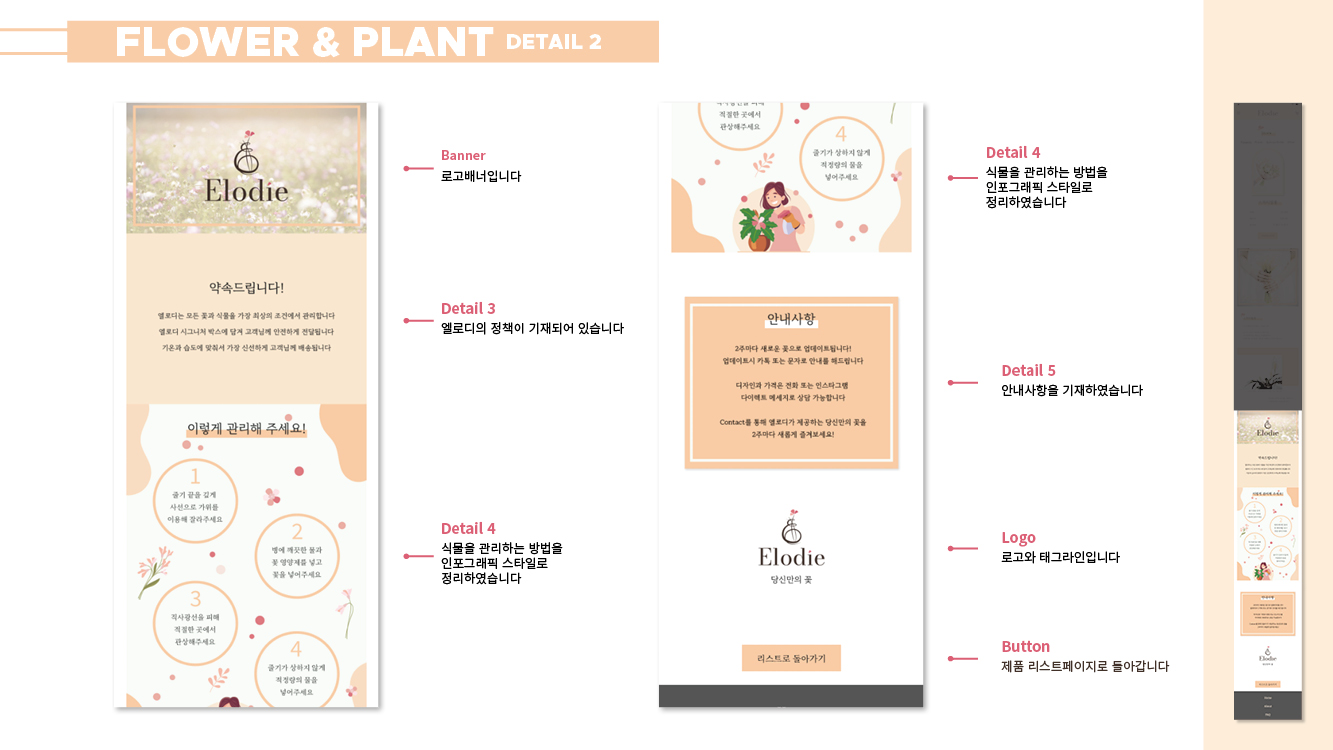 FLOWER & PLANT DETAIL 2
Elodie
약속드립니다!
엘로디는 모든 꽃과 식물을 가장 최상의 조건에서 관리합니다
엘로디 시그니처 박스에 담겨 고객님께 안전하게 전달됩니다
기온과 습도에 맞춰서 가장 신선하게 고객님께 배송됩니다
이렇게 관리해 주세요!
1
줄기 끝을 길게
사선으로 가위를
이용해 잘라주세요
2
병에 깨끗한 물과
꽃 영양제를 넣고
꽃을 넣어주세요
3
직사광선을 피해
적절한 곳에서
관상해주세요
4
줄기가 상하지 않게
적정량의 물을
넣어주세요
Banner
로고배너입니다
Detail 3
엘로디의 정책이 기재되어 있습니다
Detail 4
식물을 관리하는 방법을
인포그래픽 스타일로
정리하였습니다
적절한 곳에서
관상해주세요
4
줄기가 상하지 않게
적정량의 물을
넣어주세요
안내사항
2주마다 새로운 꽃으로 업데이트됩니다!
업데이트시 카톡 또는 문자로 안내를 해드립니다
디자인과 가격은 전화 또는 인스타그램
다이렉트 메세지로 상담 가능합니다
Contact를 통해 엘로디가 제공하는 당신만의 꽃을
2주마다 새롭게 즐겨보세요!
Elodie
당신만의 꽃
리스트로 돌아가기
Detail 4
식물을 관리하는 방법을
인포그래픽 스타일로
정리하였습니다
Detail 5
안내사항을 기재하였습니다
Logo
로고와 태그라인입니다
Button
제품 리스트페이지로 돌아갑니다
Elodie
Elodie